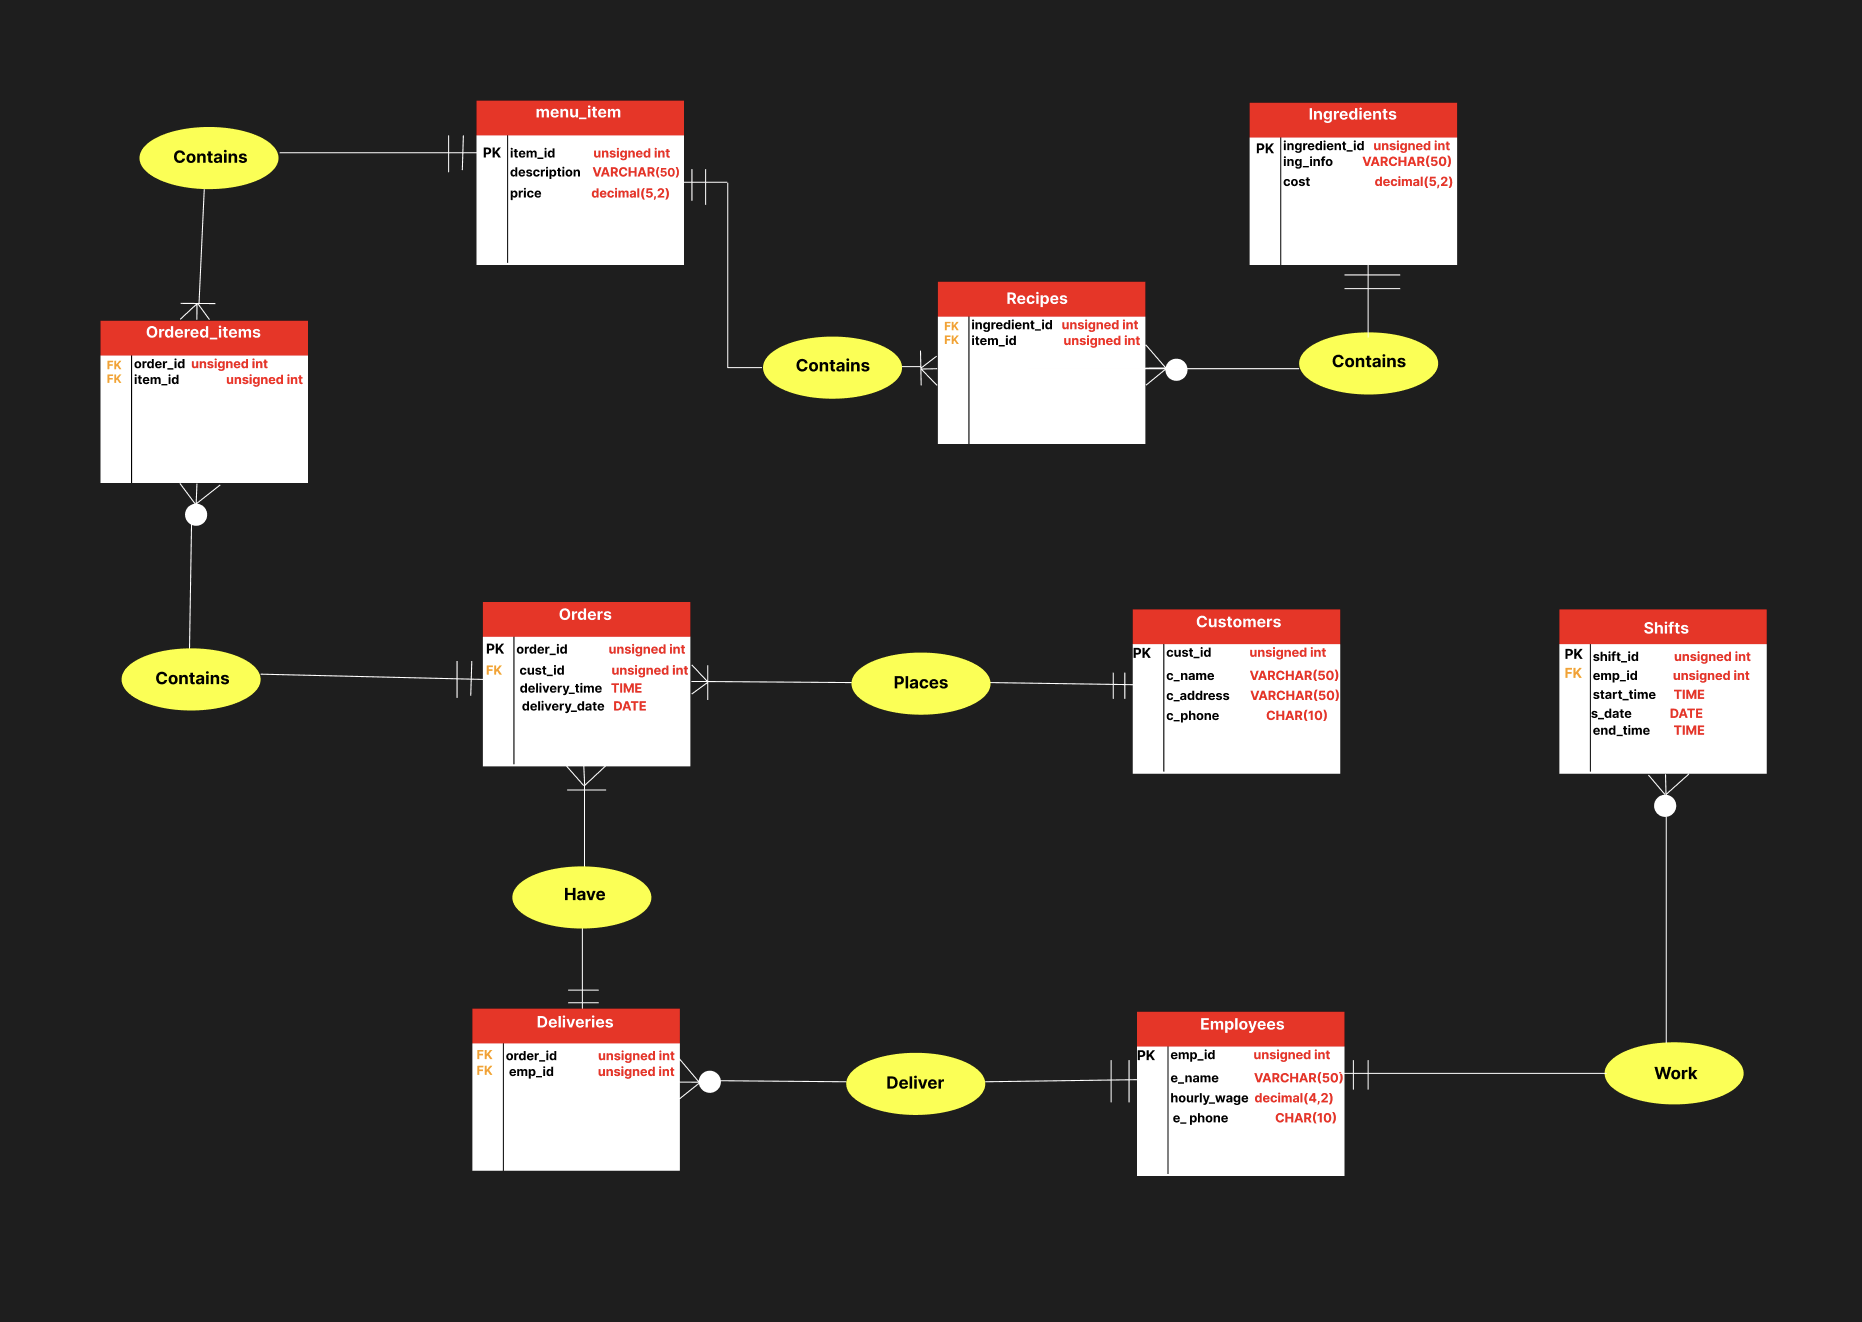 menu_item
PK item_id unsigned int
description VARCHAR(50)
price decimal(5,2)
Ingredients
PK ingredient_id unsigned int
ing_info VARCHAR(50)
cost decimal(5,2)
Contains
Recipes
FK ingredient_id unsigned int
FK item_id unsigned int
Ordered_items
FK order_id unsigned int
FK item_id unsigned int
Contains
Contains
Orders
PK order_id unsigned int
FK cust_id unsigned int
delivery_time TIME
delivery_date DATE
Customers
PK cust_id unsigned int
c_name VARCHAR(50)
c_address VARCHAR(50)
c_phone CHAR(10)
Shifts
PK shift_id unsigned int
FK emp_id unsigned int
start_time TIME
s_date DATE
end_time TIME
Contains
Places
Have
Deliveries
FK order_id unsigned int
FK emp_id unsigned int
Deliver
Employees
PK emp_id unsigned int
e_name VARCHAR(50)
hourly_wage decimal(4,2)
e_ phone CHAR(10)
Work